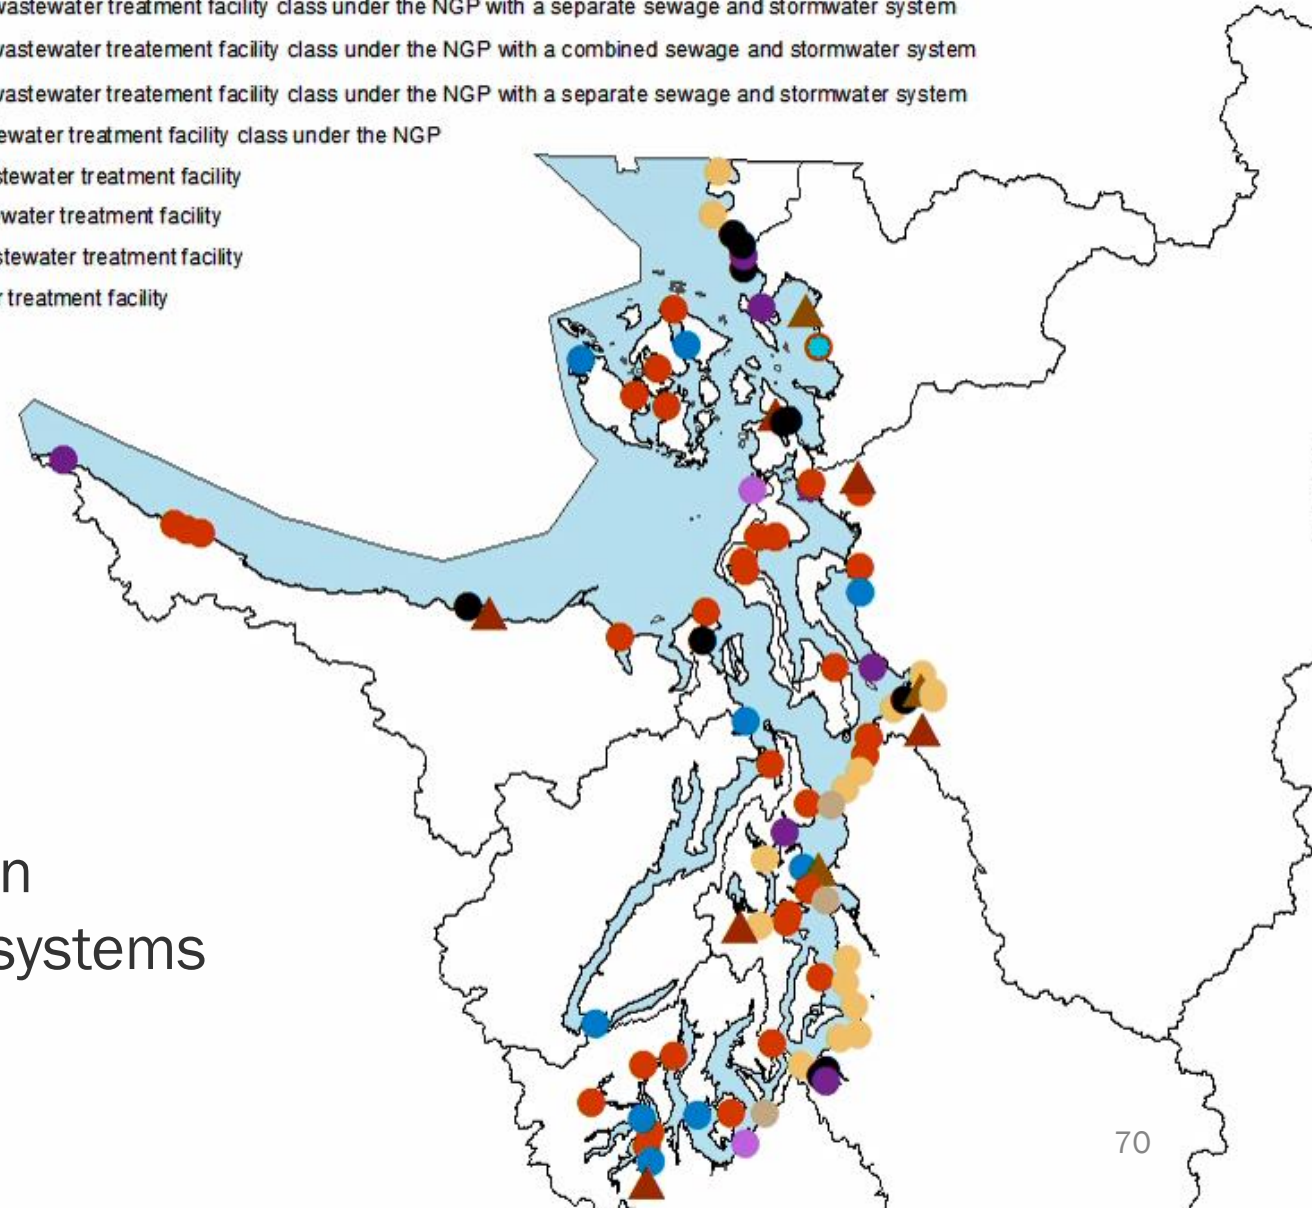 wastewater treatment facility class under the NGP with a separate sewage and stormwater system
wastewater treatement facility class under the NGP with a combined sewage and stormwater system
wastewater treatement facility class under the NGP with a separate sewage and stormwater system
ewater treatment facility class under the NGP
stewater treatment facility
water treatment facility
stewater treatment facility
r treatment facility
n
systems
70